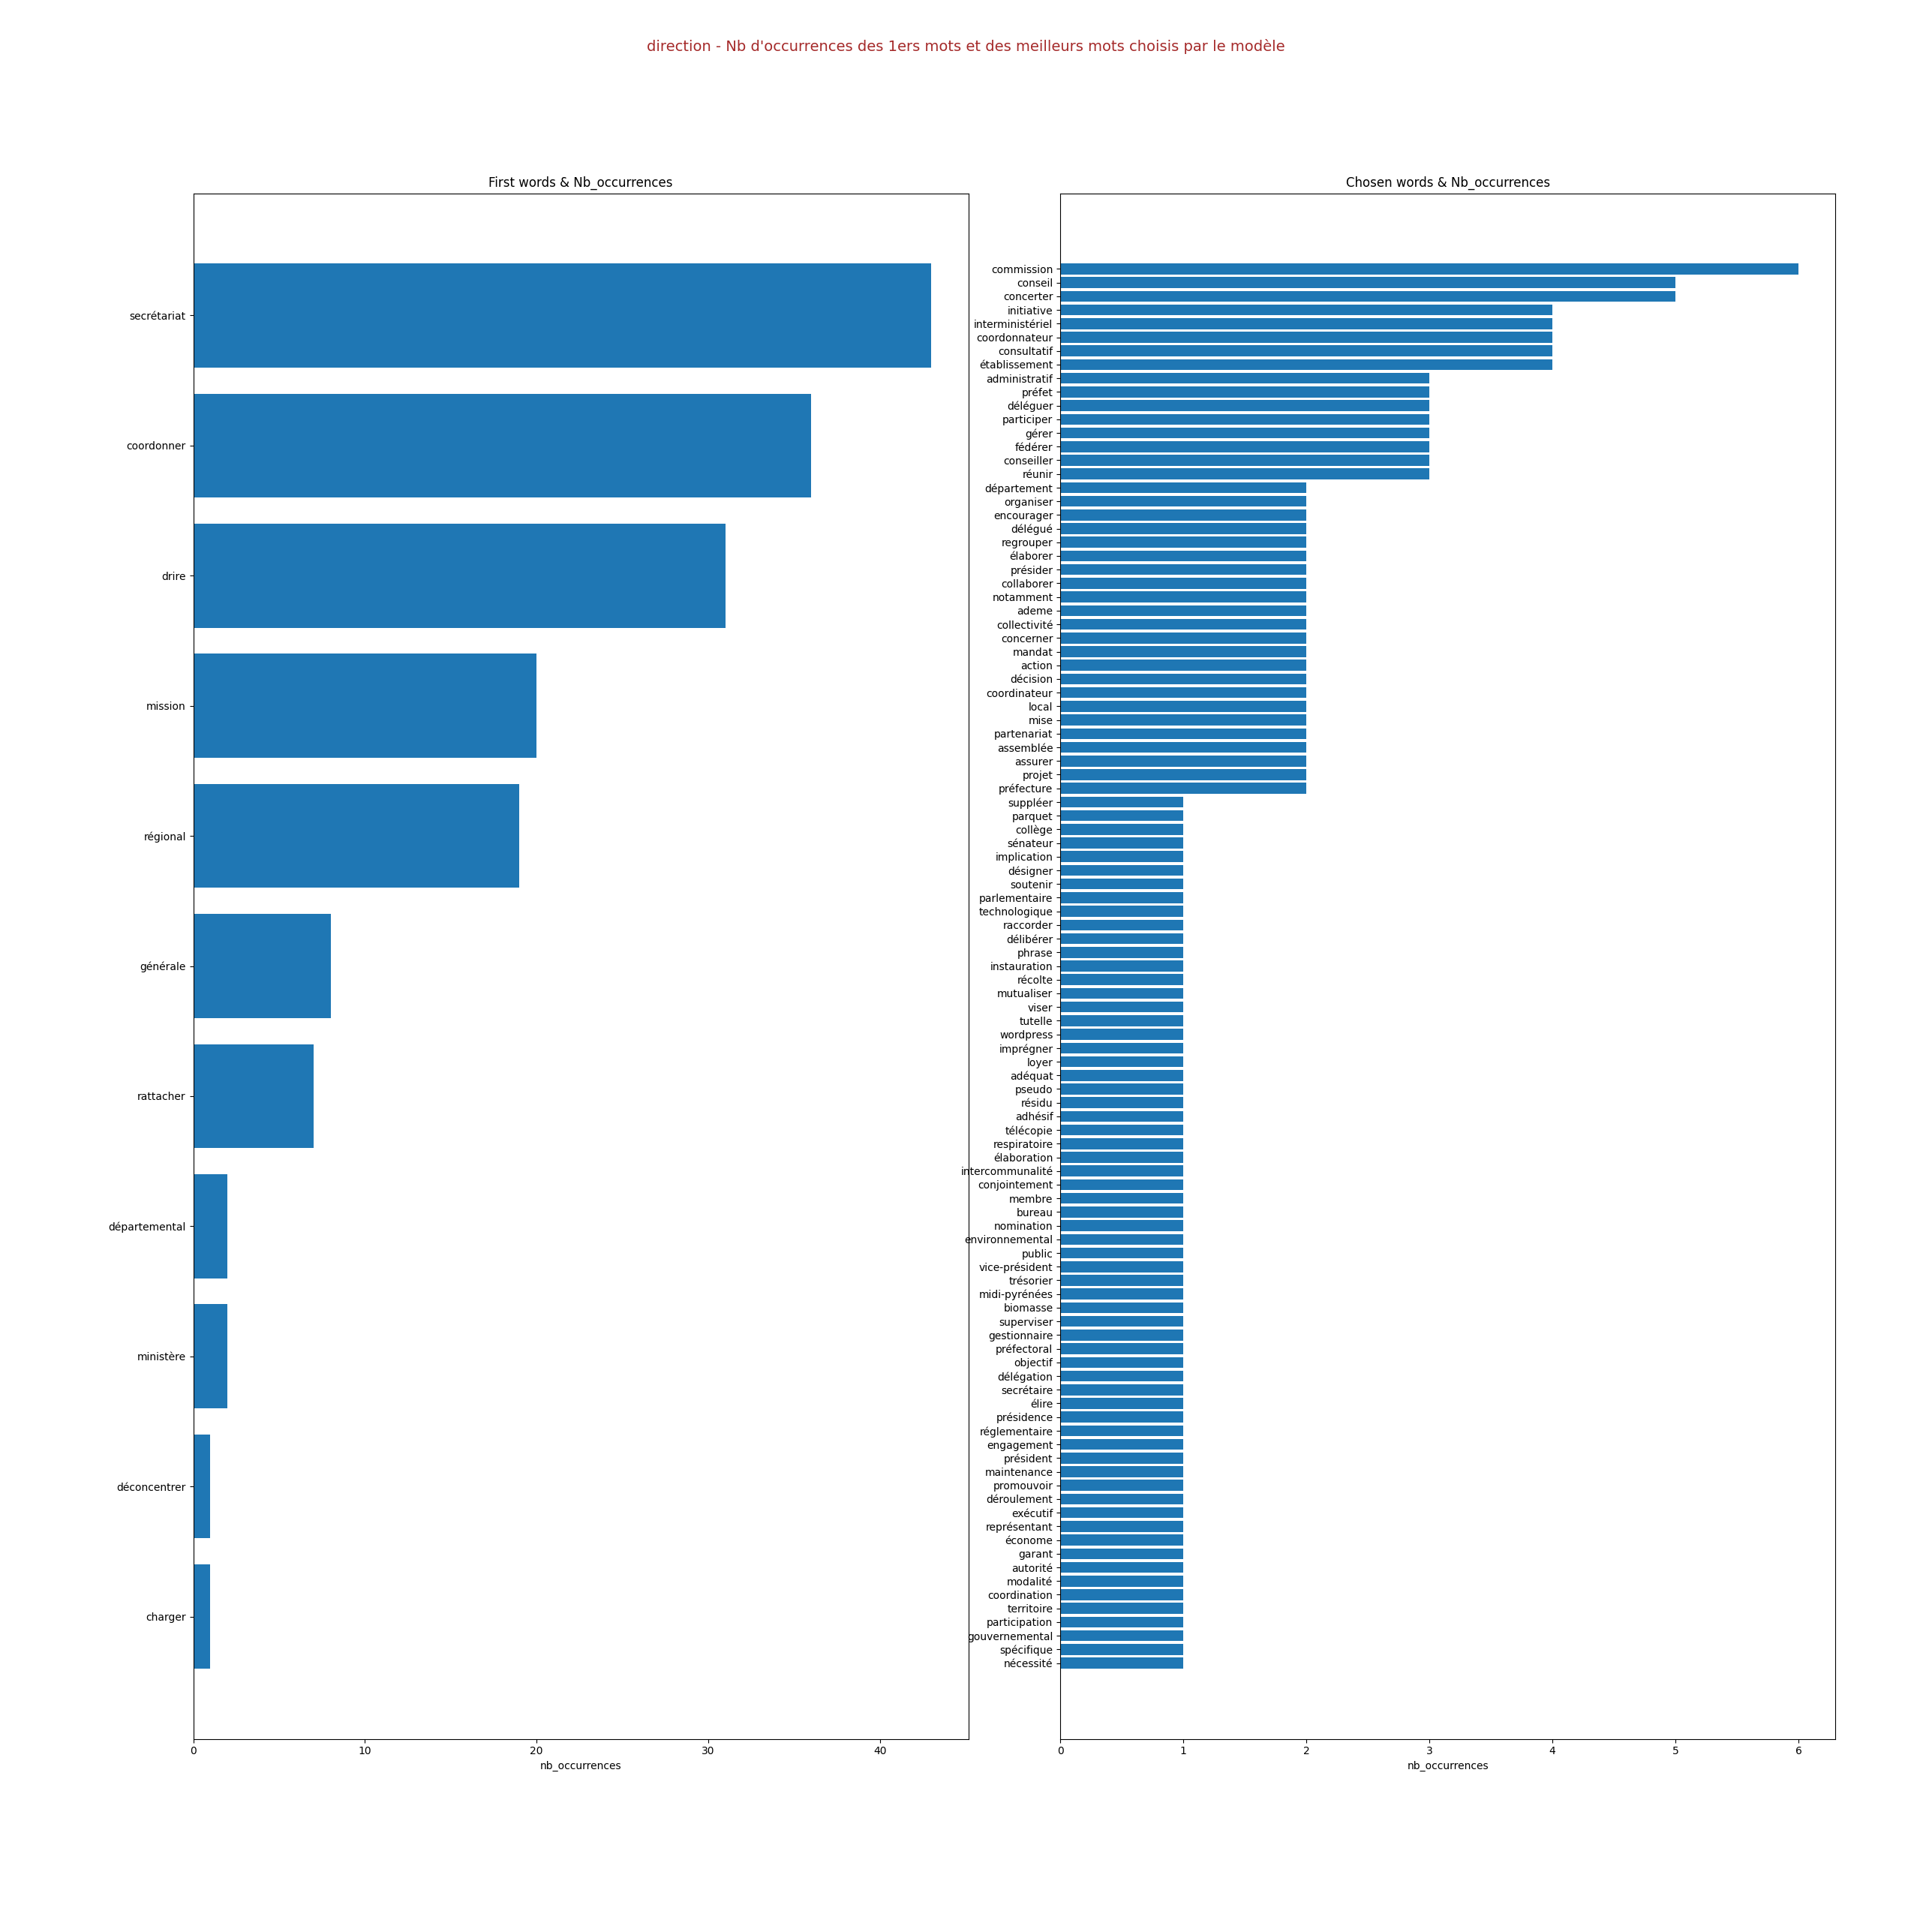 direction - Nb d'occurrences des 1ers mots et des meilleurs mots choisis par le modèle
First words & Nb_occurrences
secrétariat
coordonner
drire
mission
régional
générale
rattacher
départemental
ministère
déconcentrer
charger
0 10 20 30 40
nb_occurrences
Chosen words & Nb_occurrences
commission
conseil
concerter
initiative
interministériel
coordonnateur
consultatif
établissement
administratif
préfet
déléguer
participer
gérer
fédérer
conseiller
réunir
département
organiser
encourager
délégué
regrouper
élaborer
présider
collaborer
notamment
ademe
collectivité
concerner
mandat
action
décision
coordinateur
local
mise
partenariat
assemblée
assurer
projet
préfecture
suppléer
parquet
collège
sénateur
implication
désigner
soutenir
parlementaire
technologique
raccorder
délibérer
phrase
instauration
récolte
mutualiser
viser
tutelle
wordpress
imprégner
loyer
adéquat
pseudo
résidu
adhésif
télécopie
respiratoire
élaboration
intercommunalité
conjointement
membre
bureau
nomination
environnemental
public
vice-président
trésorier
midi-pyrénées
biomasse
superviser
gestionnaire
préfectoral
objectif
délégation
secrétaire
élire
présidence
réglementaire
engagement
président
maintenance
promouvoir
déroulement
exécutif
représentant
économe
garant
autorité
modalité
coordination
territoire
participation
gouvernemental
spécifique
nécessité
0 1 2 3 4 5 6
nb_occurrences